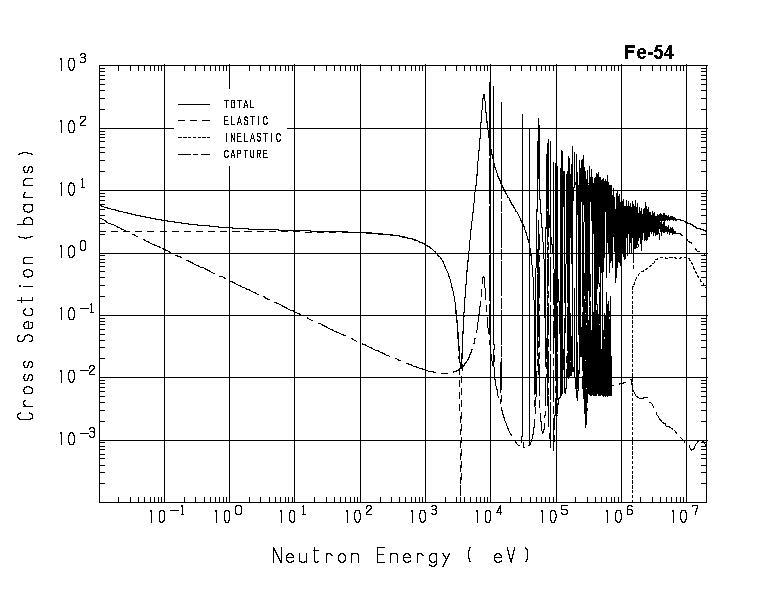 Fe-54
10³
TOTAL
ELASTIC
INELASTIC
CAPTURE
10²
10¹
10⁰
10⁻¹
10⁻²
10⁻³
Cross Section (barns)
10⁻¹ 10⁰ 10¹ 10² 10³ 10⁴ 10⁵ 10⁶ 10⁷
Neutron Energy ( eV)